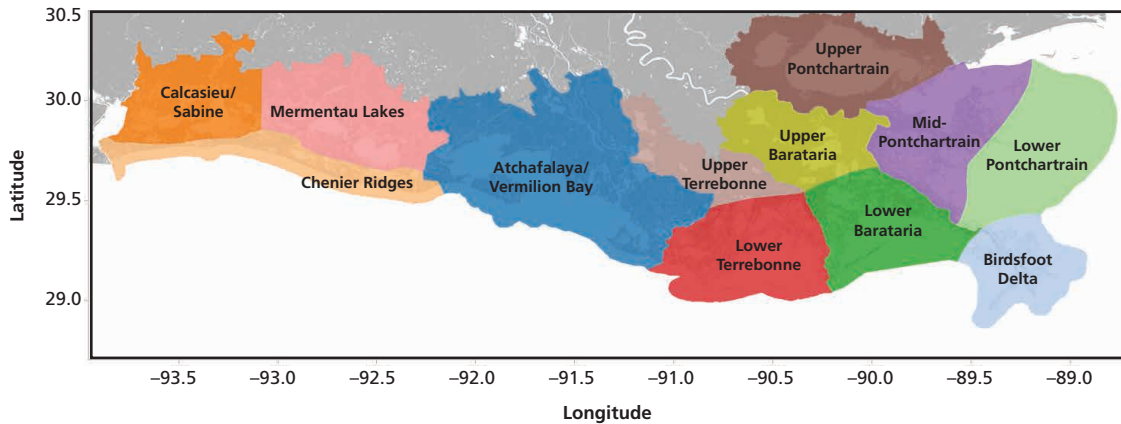 30.5
30.0
29.5
29.0
Latitude
Calcasieu/
Sabine
Mermentau Lakes
Chenier Ridges
Atchafalaya/
Vermilion Bay
Upper
Terrebonne
Lower
Terrebonne
Upper
Barataria
Lower
Barataria
Upper
Pontchartrain
Mid-
Pontchartrain
Lower
Pontchartrain
Birdsfoot
Delta
–93.5 –93.0 –92.5 –92.0 –91.5 –91.0 –90.5 –90.0 –89.5 –89.0
Longitude